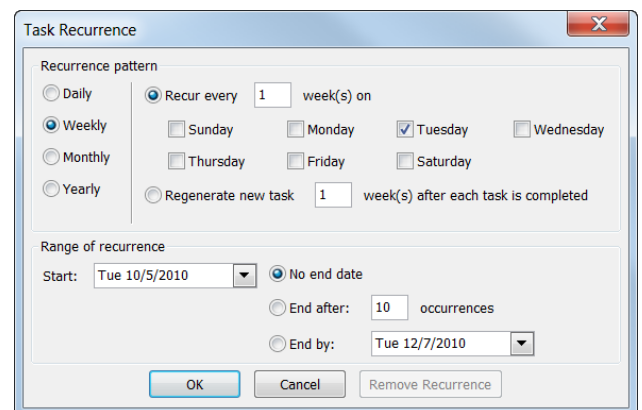 Task Recurrence
Recurrence pattern
Daily
Recur every 1 week(s) on
Weekly
Sunday Monday Tuesday Wednesday
Monthly
Thursday Friday Saturday
Yearly
Regenerate new task 1 week(s) after each task is completed
Range of recurrence
Start: Tue 10/5/2010 No end date
End after: 10 occurrences
End by: Tue 12/7/2010
OK Cancel Remove Recurrence